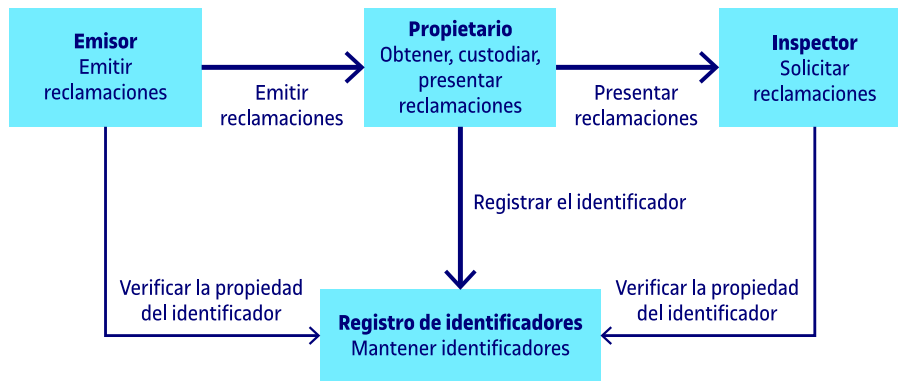 Emisor
Emitir
reclamaciones
Emitir
reclamaciones
Propietario
Obtener, custodiar,
presentar
reclamaciones
Presentar
reclamaciones
Inspector
Solicitar
reclamaciones
Registrar el identificador
Verificar la propiedad
del identificador
Registro de identificadores
Mantener identificadores
Verificar la propiedad
del identificador